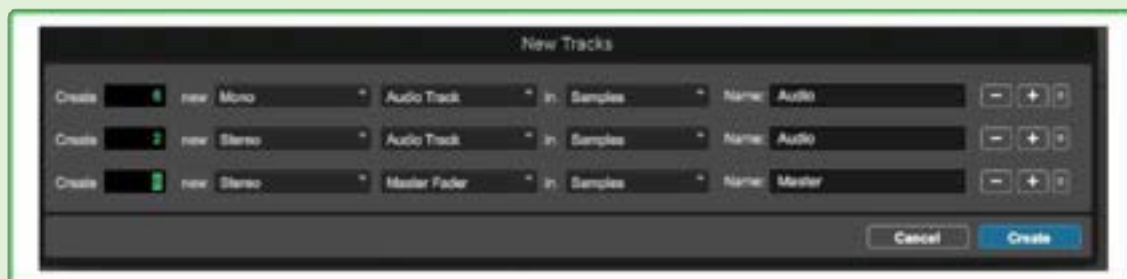 New Tracks
Create 6 new Mono Audio Track in Samples Name: Audio
Create 2 new Stereo Audio Track in Samples Name: Audio
Create new Stereo Master Fader in Samples Name: Master
Cancel Create